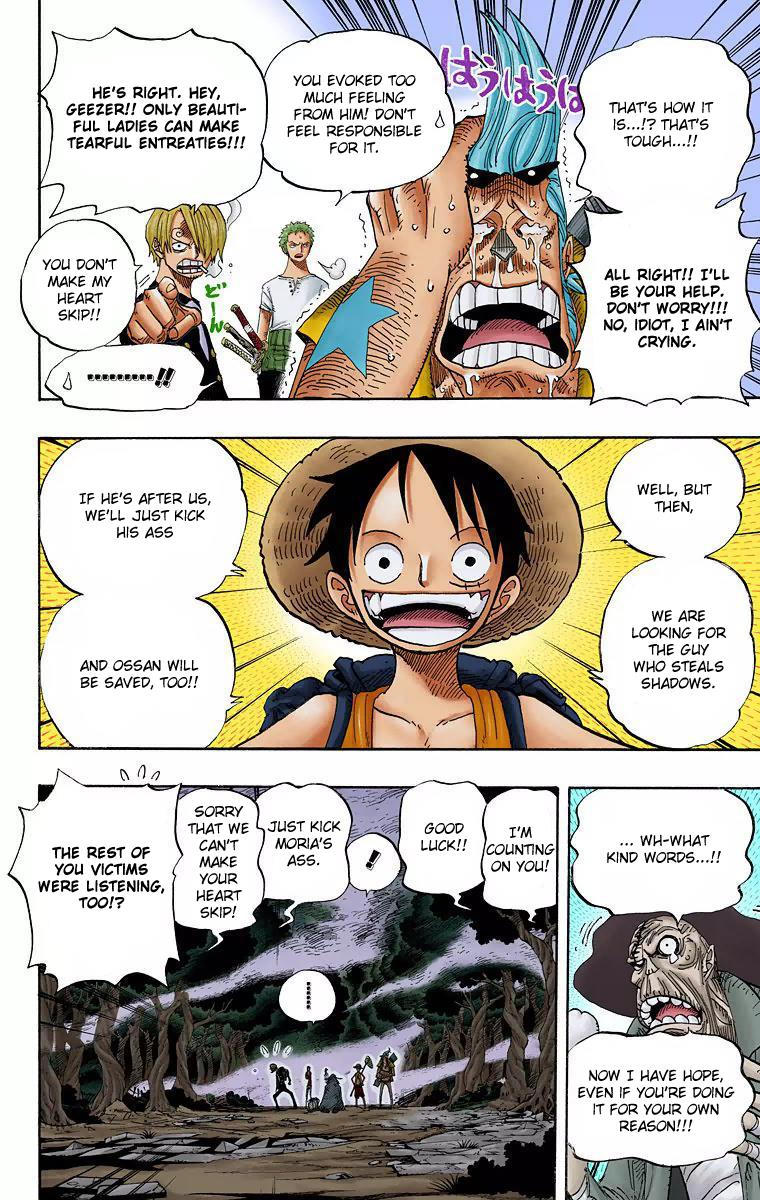 THAT'S HOW IT
IS...!? THAT'S
TOUGH...!!
ALL RIGHT!! I'LL
BE YOUR HELP.
DON'T WORRY!!!
NO, IDIOT, I AIN'T
CRYING.
はうはうは
YOU EVOKED TOO
MUCH FEELING
FROM HIM! DON'T
FEEL RESPONSIBLE
FOR IT.
HE'S RIGHT. HEY,
GEEZER!! ONLY BEAUTI-
FUL LADIES CAN MAKE
TEARFUL ENTREATIES!!!
YOU DON'T
MAKE MY
HEART
SKIP!!
どーん
..........!!
WELL, BUT
THEN,
WE ARE
LOOKING FOR
THE GUY
WHO STEALS
SHADOWS.
IF HE'S AFTER US,
WE'LL JUST KICK
HIS ASS
AND OSSAN WILL
BE SAVED, TOO!!
... WH-WHAT
KIND WORDS...!!
NOW I HAVE HOPE,
EVEN IF YOU'RE DOING
IT FOR YOUR OWN
REASON!!!
I'M
COUNTING
ON YOU!
GOOD
LUCK!!
!!
JUST KICK
MORIA'S
ASS.
SORRY
THAT WE
CAN'T
MAKE
YOUR
HEART
SKIP!
......
THE REST OF
YOU VICTIMS
WERE LISTENING,
TOO!?